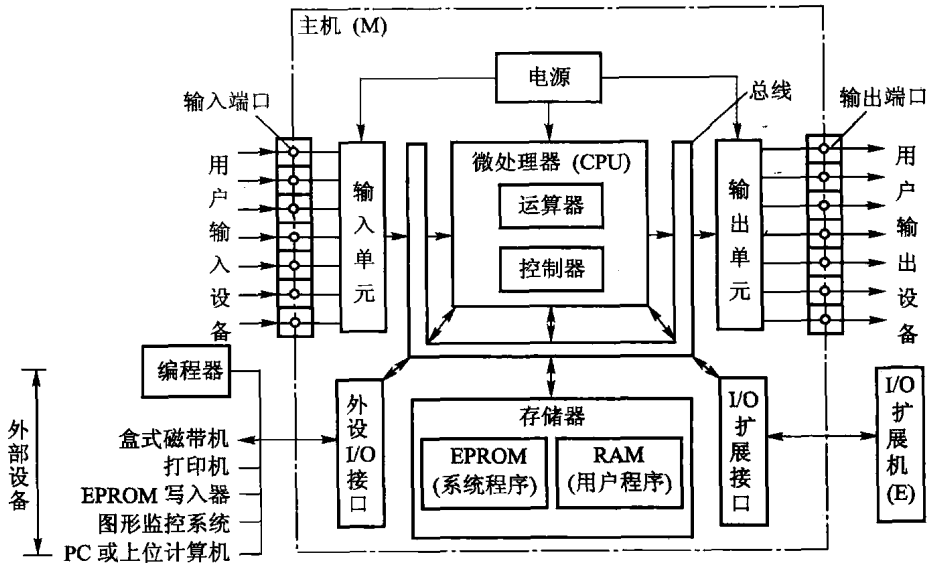 主机 (M)
电源
总线
输入端口
输出端口
用户输入设备
输入单元
微处理器 (CPU)
运算器
控制器
输出单元
用户输出设备
编程器
外部设备
盒式磁带机
打印机
EPROM 写入器
图形监控系统
PC 或上位计算机
外设I/O接口
存储器
EPROM
(系统程序)
RAM
(用户程序)
I/O扩展接口
I/O扩展机(E)